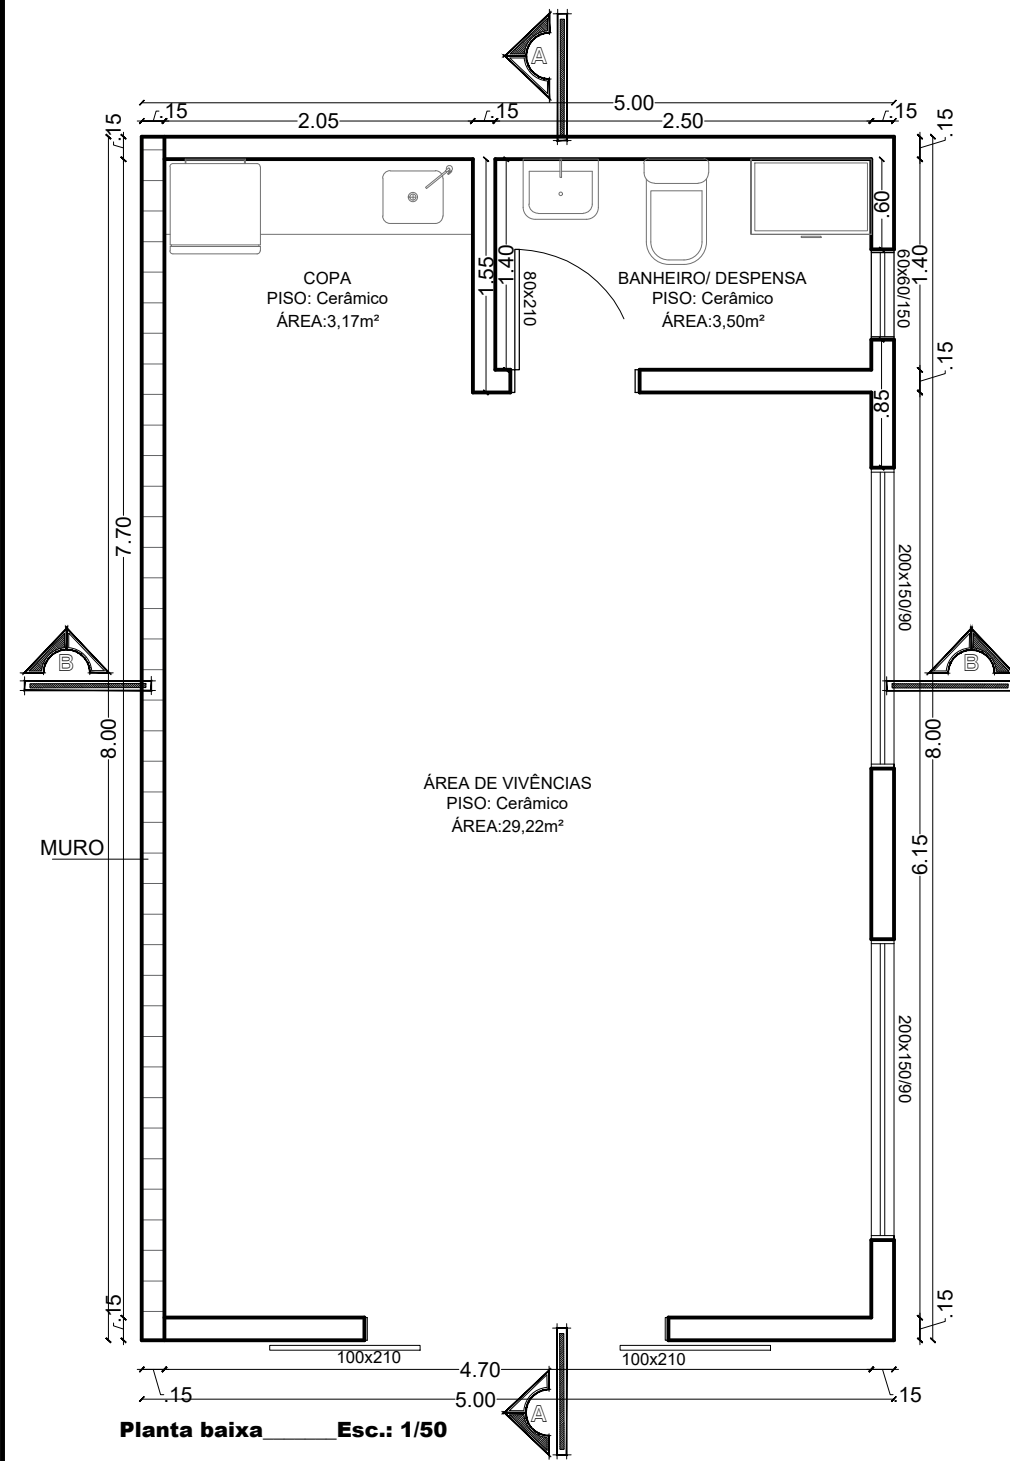 A
5.00
.15
2.05
.15
2.50
.15
.15
.15
.60
1.55
1.40
80x210
60x60/150
1.40
COPA
PISO: Cerâmico
ÁREA:3,17m²
BANHEIRO/ DESPENSA
PISO: Cerâmico
ÁREA:3,50m²
.15
.85
7.70
200x150/90
B
B
8.00
8.00
ÁREA DE VIVÊNCIAS
PISO: Cerâmico
ÁREA:29,22m²
MURO
6.15
200x150/90
.15
.15
100x210
100x210
4.70
.15
5.00
.15
A
Planta baixa______Esc.: 1/50